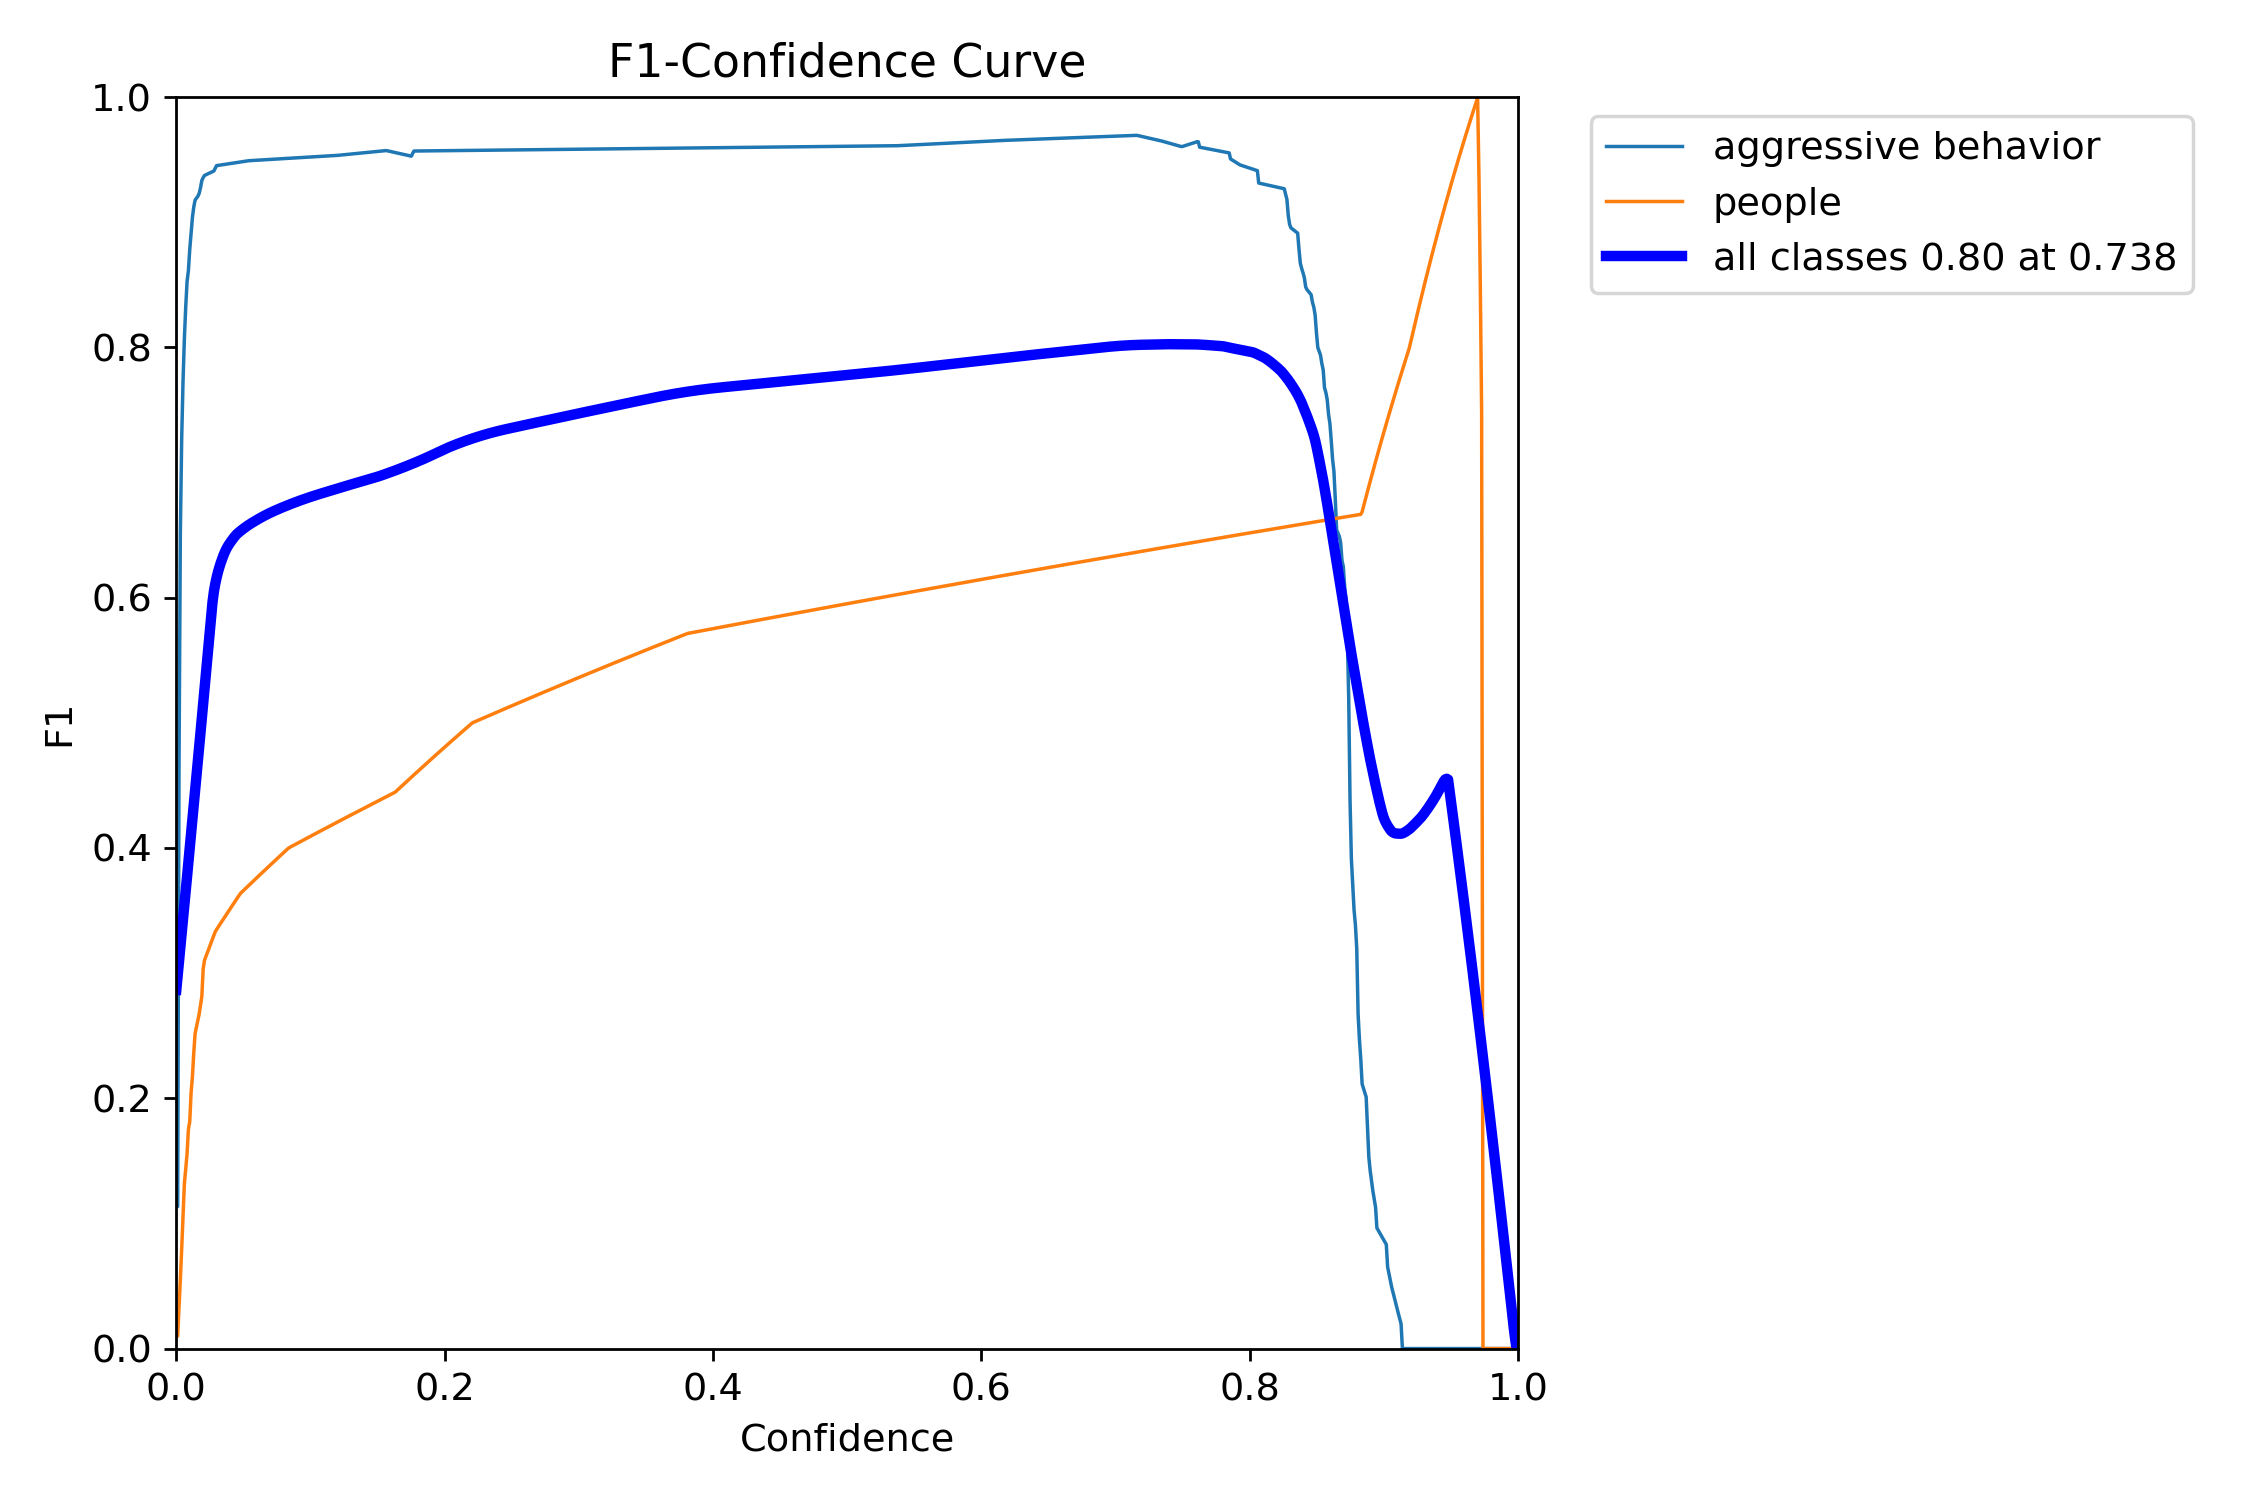 F1-Confidence Curve
1.0
0.8
0.6
0.4
0.2
0.0
F1
0.0 0.2 0.4 0.6 0.8 1.0
Confidence
aggressive behavior
people
all classes 0.80 at 0.738